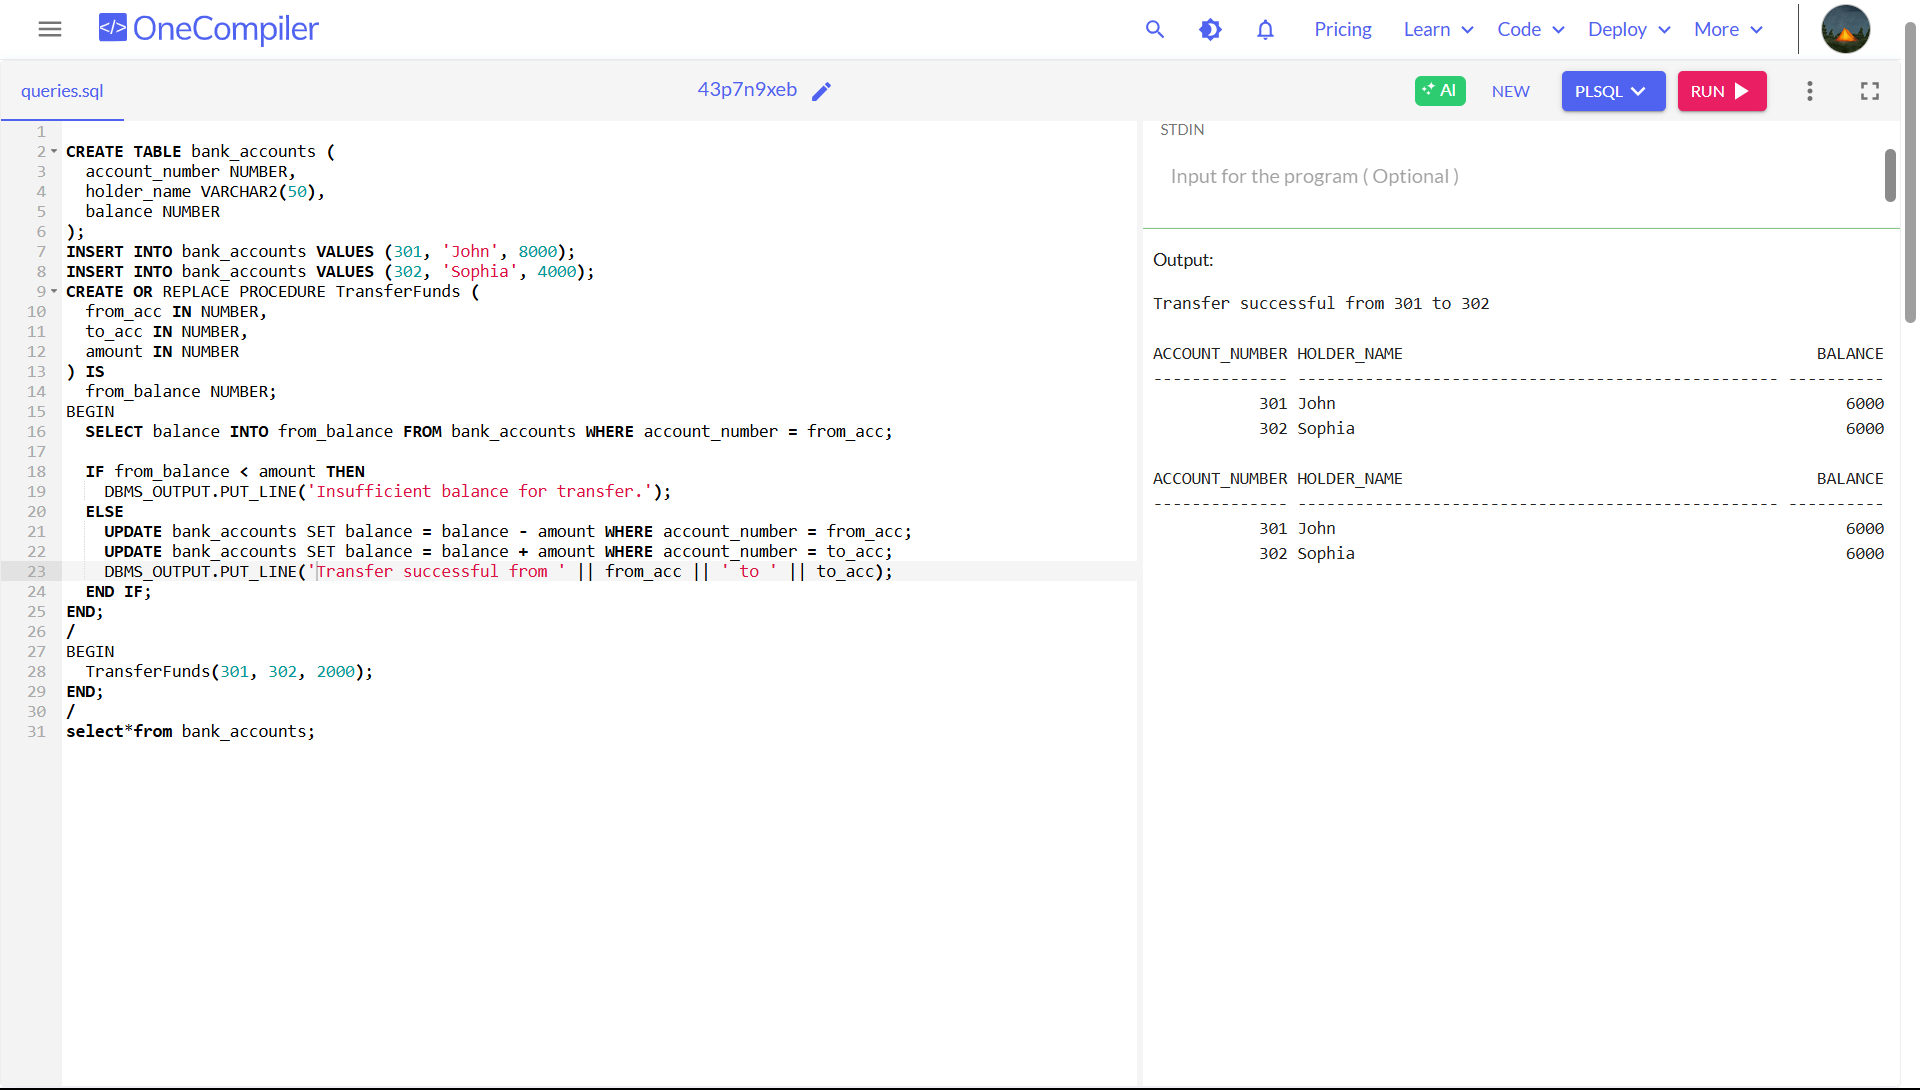 </> OneCompiler
Pricing Learn Code Deploy More
queries.sql
43p7n9xeb
AI NEW PLSQL RUN
1
2 CREATE TABLE bank_accounts (
3   account_number NUMBER,
4   holder_name VARCHAR2(50),
5   balance NUMBER
6 );
7 INSERT INTO bank_accounts VALUES (301, 'John', 8000);
8 INSERT INTO bank_accounts VALUES (302, 'Sophia', 4000);
9 CREATE OR REPLACE PROCEDURE TransferFunds (
10   from_acc IN NUMBER,
11   to_acc IN NUMBER,
12   amount IN NUMBER
13 ) IS
14   from_balance NUMBER;
15 BEGIN
16   SELECT balance INTO from_balance FROM bank_accounts WHERE account_number = from_acc;
17
18   IF from_balance < amount THEN
19     DBMS_OUTPUT.PUT_LINE('Insufficient balance for transfer.');
20   ELSE
21     UPDATE bank_accounts SET balance = balance - amount WHERE account_number = from_acc;
22     UPDATE bank_accounts SET balance = balance + amount WHERE account_number = to_acc;
23     DBMS_OUTPUT.PUT_LINE('Transfer successful from ' || from_acc || ' to ' || to_acc);
24   END IF;
25 END;
26 /
27 BEGIN
28   TransferFunds(301, 302, 2000);
29 END;
30 /
31 select*from bank_accounts;
STDIN
Input for the program ( Optional )
Output:
Transfer successful from 301 to 302
ACCOUNT_NUMBER HOLDER_NAME                                           BALANCE
-------------- -------------------------------------------------- ----------
           301 John                                                     6000
           302 Sophia                                                   6000
ACCOUNT_NUMBER HOLDER_NAME                                           BALANCE
-------------- -------------------------------------------------- ----------
           301 John                                                     6000
           302 Sophia                                                   6000